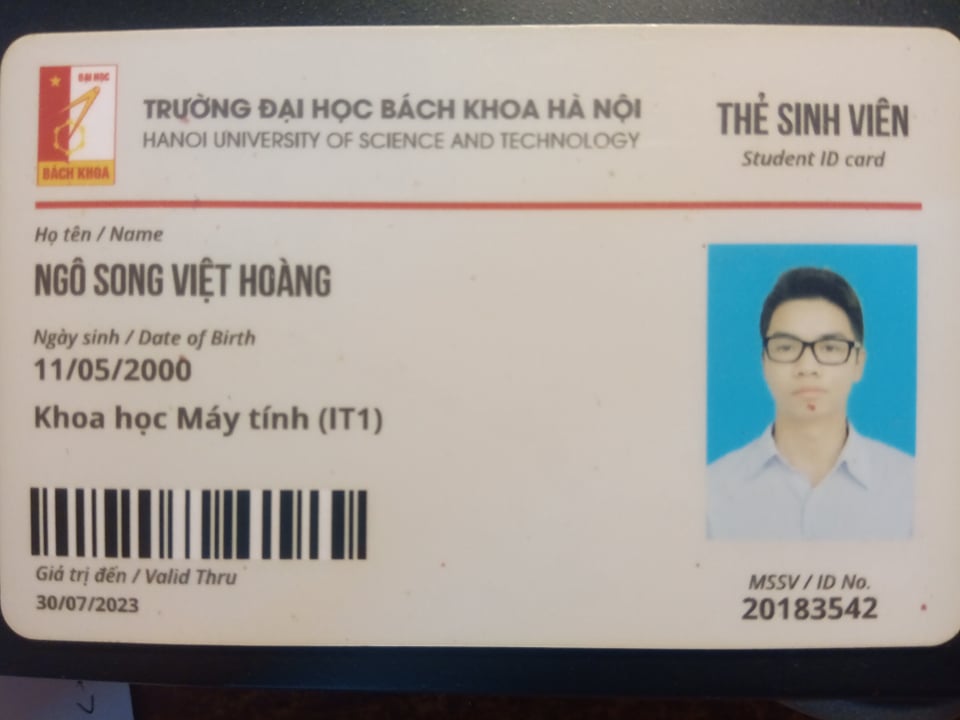 ĐẠI HỌC
BÁCH KHOA
TRƯỜNG ĐẠI HỌC BÁCH KHOA HÀ NỘI
HANOI UNIVERSITY OF SCIENCE AND TECHNOLOGY
THẺ SINH VIÊN
Student ID card
Họ tên / Name
NGÔ SONG VIỆT HOÀNG
Ngày sinh / Date of Birth
11/05/2000
Khoa học Máy tính (IT1)
Giá trị đến / Valid Thru
30/07/2023
MSSV / ID No.
20183542